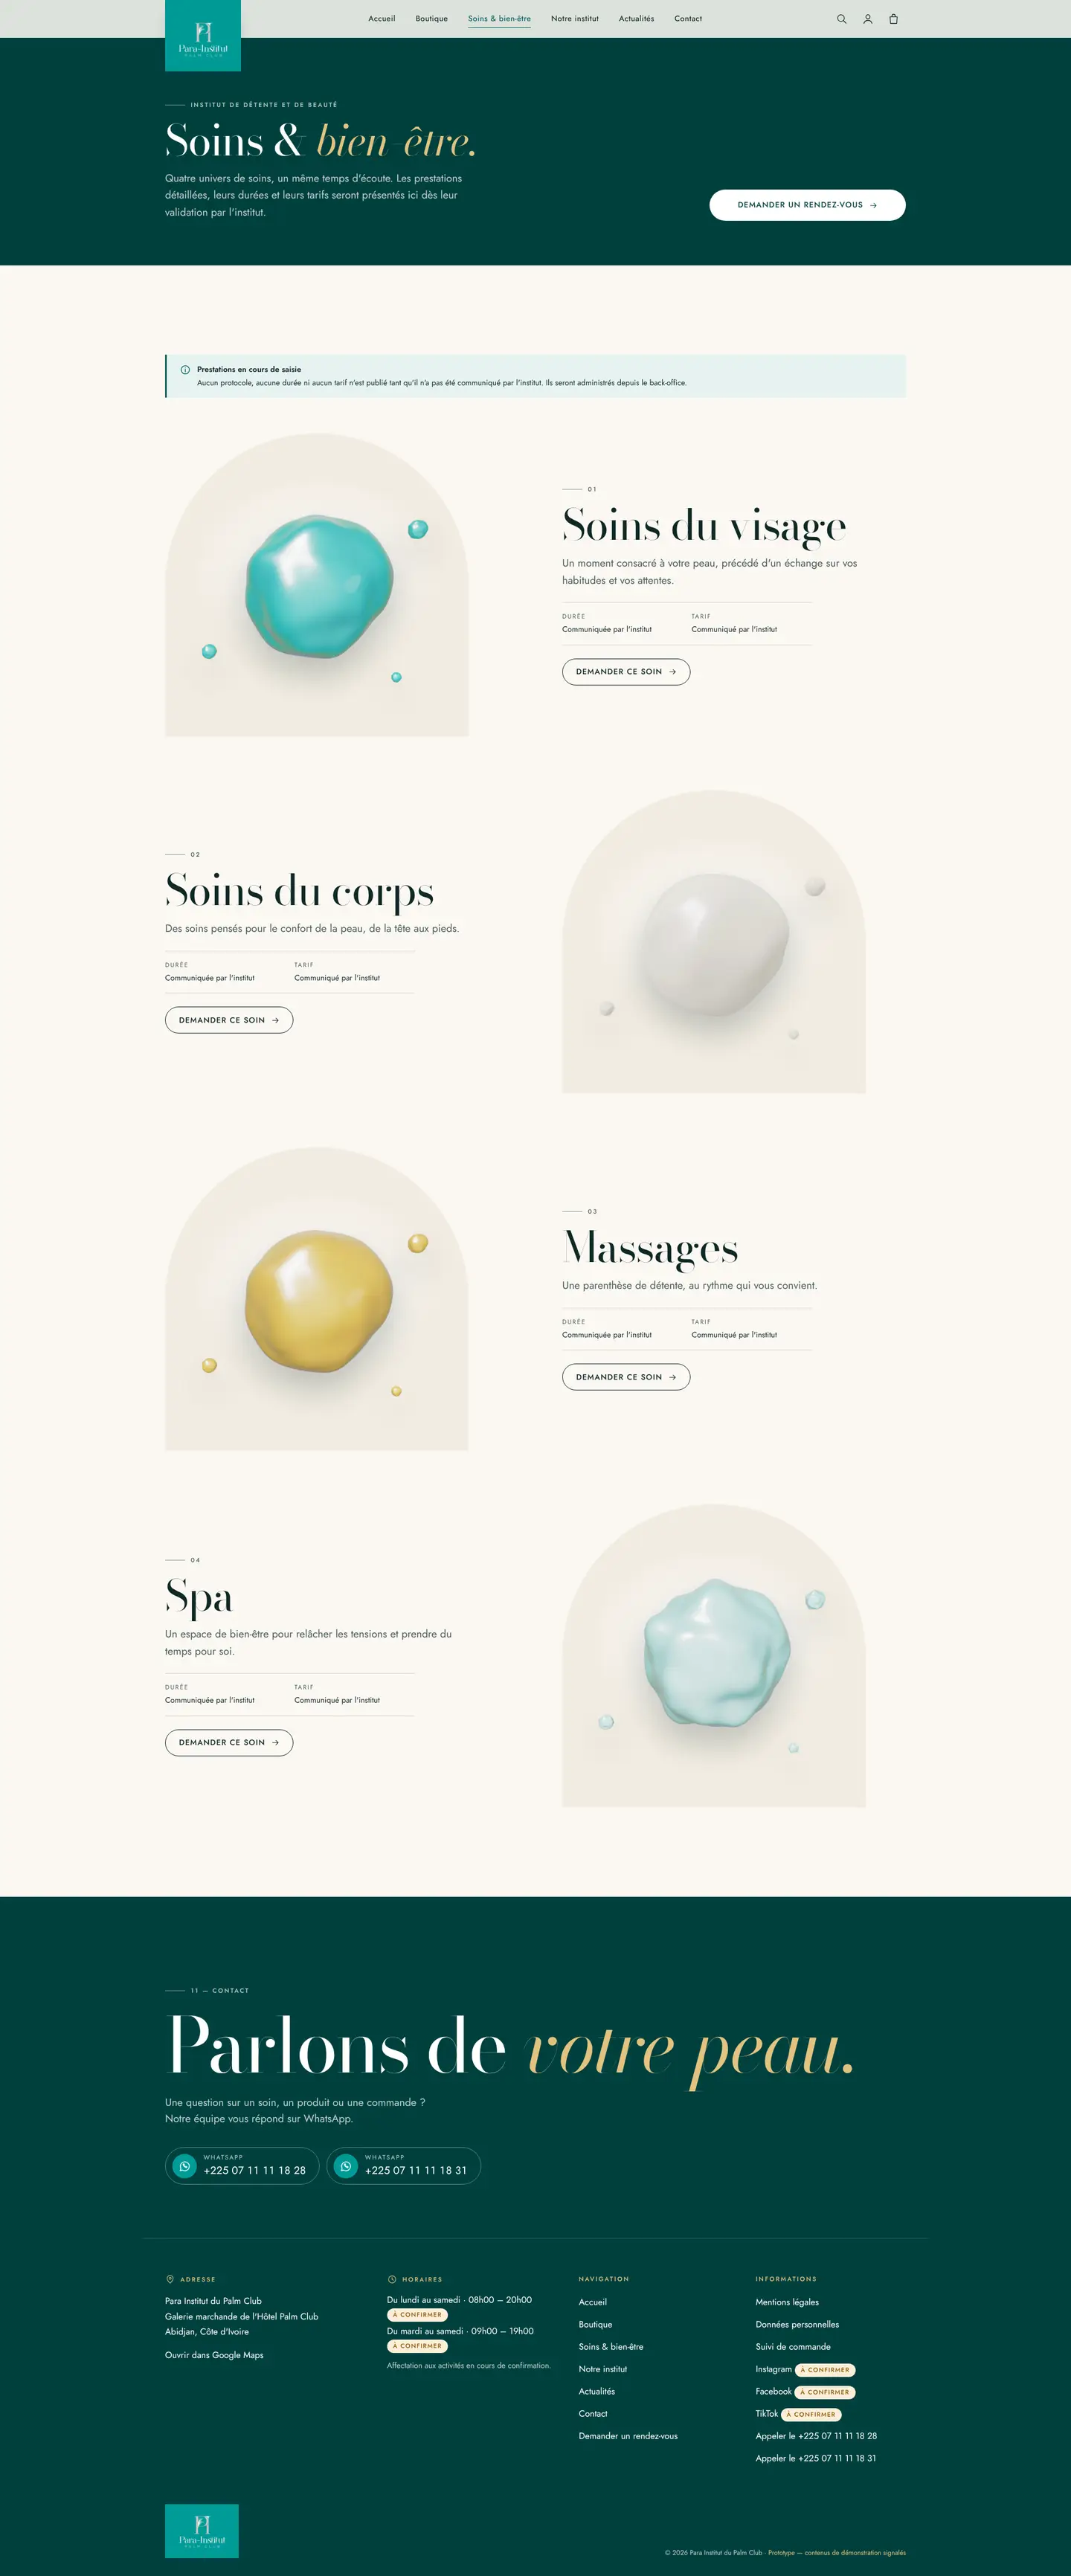 Para-Institut
PALM CLUB
Accueil
Boutique
Soins & bien-être
Notre institut
Actualités
Contact
INSTITUT DE DÉTENTE ET DE BEAUTÉ
Soins & bien-être.
Quatre univers de soins, un même temps d'écoute. Les prestations
détaillées, leurs durées et leurs tarifs seront présentés ici dès leur
validation par l'institut.
DEMANDER UN RENDEZ-VOUS →
Prestations en cours de saisie
Aucun protocole, aucune durée ni aucun tarif n'est publié tant qu'il n'a pas été communiqué par l'institut. Ils seront administrés depuis le back-office.
01
Soins du visage
Un moment consacré à votre peau, précédé d'un échange sur vos
habitudes et vos attentes.
DURÉE
Communiquée par l'institut
TARIF
Communiqué par l'institut
DEMANDER CE SOIN →
02
Soins du corps
Des soins pensés pour le confort de la peau, de la tête aux pieds.
DURÉE
Communiquée par l'institut
TARIF
Communiqué par l'institut
DEMANDER CE SOIN →
03
Massages
Une parenthèse de détente, au rythme qui vous convient.
DURÉE
Communiquée par l'institut
TARIF
Communiqué par l'institut
DEMANDER CE SOIN →
04
Spa
Un espace de bien-être pour relâcher les tensions et prendre du
temps pour soi.
DURÉE
Communiquée par l'institut
TARIF
Communiqué par l'institut
DEMANDER CE SOIN →
11 — CONTACT
Parlons de votre peau.
Une question sur un soin, un produit ou une commande ?
Notre équipe vous répond sur WhatsApp.
WHATSAPP
+225 07 11 11 18 28
WHATSAPP
+225 07 11 11 18 31
ADRESSE
Para Institut du Palm Club
Galerie marchande de l'Hôtel Palm Club
Abidjan, Côte d'Ivoire
Ouvrir dans Google Maps
HORAIRES
Du lundi au samedi · 08h00 – 20h00
À CONFIRMER
Du mardi au samedi · 09h00 – 19h00
À CONFIRMER
Affectation aux activités en cours de confirmation.
NAVIGATION
Accueil
Boutique
Soins & bien-être
Notre institut
Actualités
Contact
Demander un rendez-vous
INFORMATIONS
Mentions légales
Données personnelles
Suivi de commande
Instagram À CONFIRMER
Facebook À CONFIRMER
TikTok À CONFIRMER
Appeler le +225 07 11 11 18 28
Appeler le +225 07 11 11 18 31
Para-Institut
PALM CLUB
© 2026 Para Institut du Palm Club · Prototype — contenus de démonstration signalés